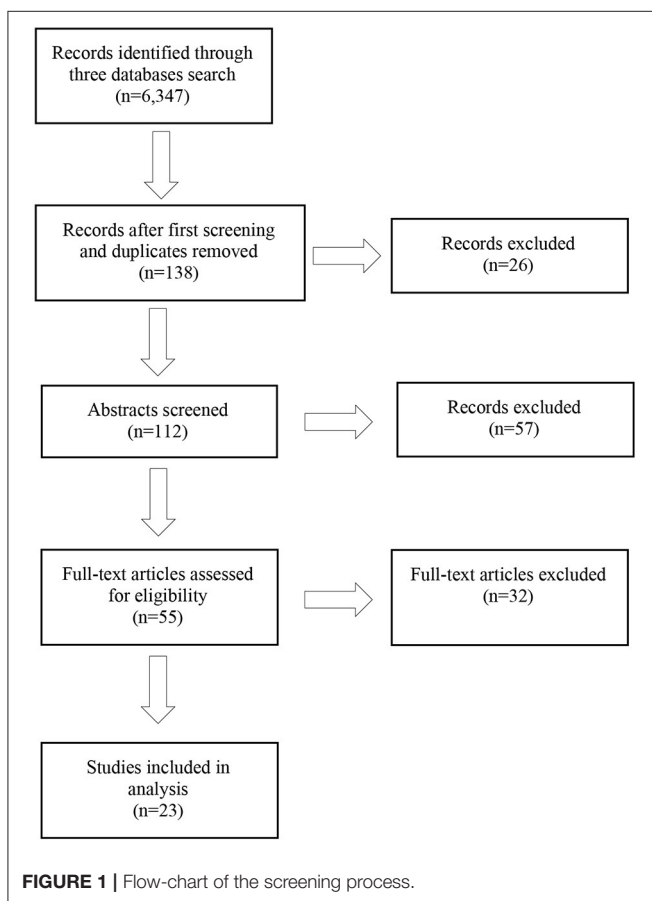 Records identified through
three databases search
(n=6,347)
Records after first screening
and duplicates removed
(n=138)
Records excluded
(n=26)
Abstracts screened
(n=112)
Records excluded
(n=57)
Full-text articles assessed
for eligibility
(n=55)
Full-text articles excluded
(n=32)
Studies included in
analysis
(n=23)
FIGURE 1 | Flow-chart of the screening process.